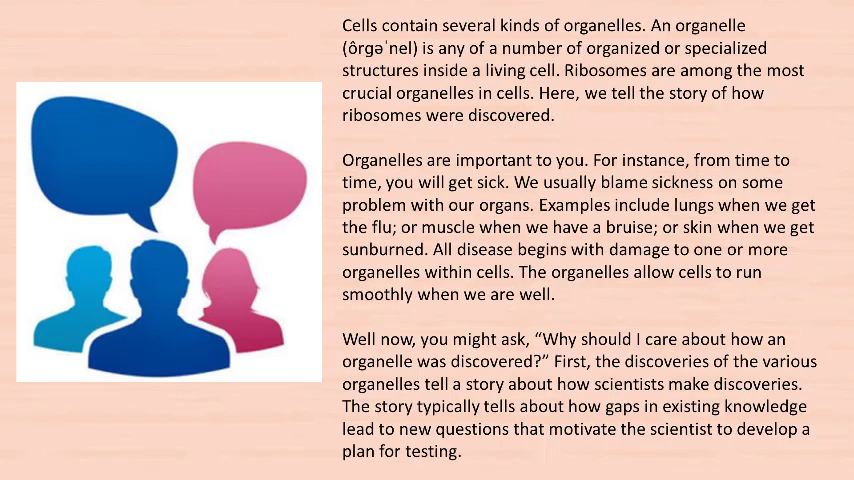 Cells contain several kinds of organelles. An organelle
(ôrgəˈnel) is any of a number of organized or specialized
structures inside a living cell. Ribosomes are among the most
crucial organelles in cells. Here, we tell the story of how
ribosomes were discovered.
Organelles are important to you. For instance, from time to
time, you will get sick. We usually blame sickness on some
problem with our organs. Examples include lungs when we get
the flu; or muscle when we have a bruise; or skin when we get
sunburned. All disease begins with damage to one or more
organelles within cells. The organelles allow cells to run
smoothly when we are well.
Well now, you might ask, “Why should I care about how an
organelle was discovered?” First, the discoveries of the various
organelles tell a story about how scientists make discoveries.
The story typically tells about how gaps in existing knowledge
lead to new questions that motivate the scientist to develop a
plan for testing.